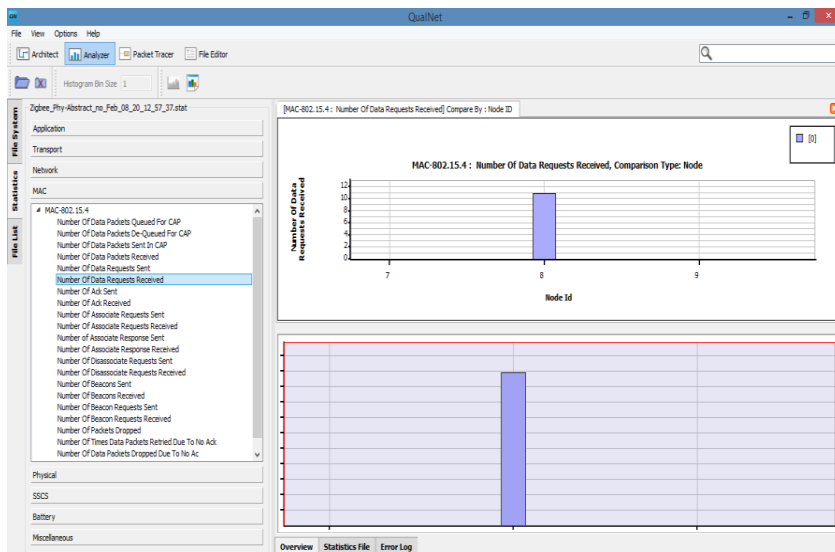 QualNet
File View Options Help
Architect Analyzer Packet Tracer File Editor
Histogram Bin Size 1
File System
Statistics
File List
Zigbee_Phy-Abstract_no_Feb_08_20_12_57_37.stat
Application
Transport
Network
MAC
MAC-802.15.4
Number Of Data Packets Queued For CAP
Number Of Data Packets De-Queued For CAP
Number Of Data Packets Sent In CAP
Number Of Data Packets Received
Number Of Data Requests Sent
Number Of Data Requests Received
Number Of Ack Sent
Number Of Ack Received
Number Of Associate Requests Sent
Number Of Associate Requests Received
Number of Associate Response Sent
Number Of Associate Response Received
Number Of Disassociate Requests Sent
Number Of Disassociate Requests Received
Number Of Beacons Sent
Number Of Beacons Received
Number Of Beacon Requests Sent
Number Of Beacon Requests Received
Number Of Packets Dropped
Number Of Times Data Packets Retried Due To No Ack
Number Of Data Packets Dropped Due To No Ac
Physical
SSCS
Battery
Miscellaneous
[MAC-802.15.4 : Number Of Data Requests Received] Compare By : Node ID
[0]
MAC-802.15.4 : Number Of Data Requests Received, Comparison Type: Node
Number Of Data
Requests Received
12
10
8
6
4
2
0
7 8 9
Node Id
Overview Statistics File Error Log